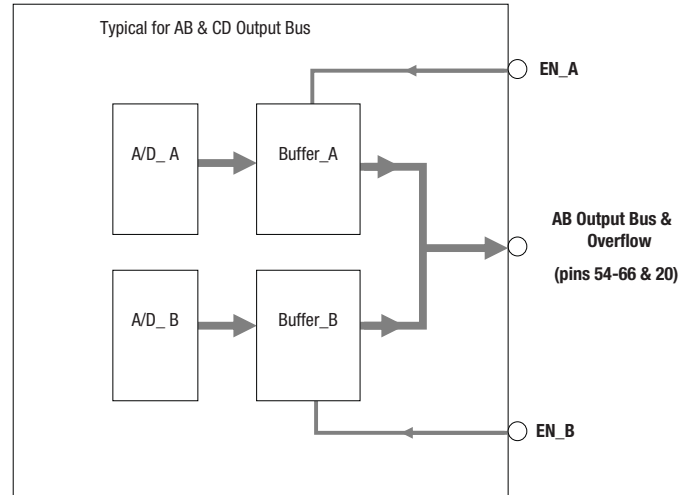 Typical for AB & CD Output Bus
EN_A
A/D_ A
Buffer_A
AB Output Bus &
Overflow
(pins 54-66 & 20)
A/D_ B
Buffer_B
EN_B